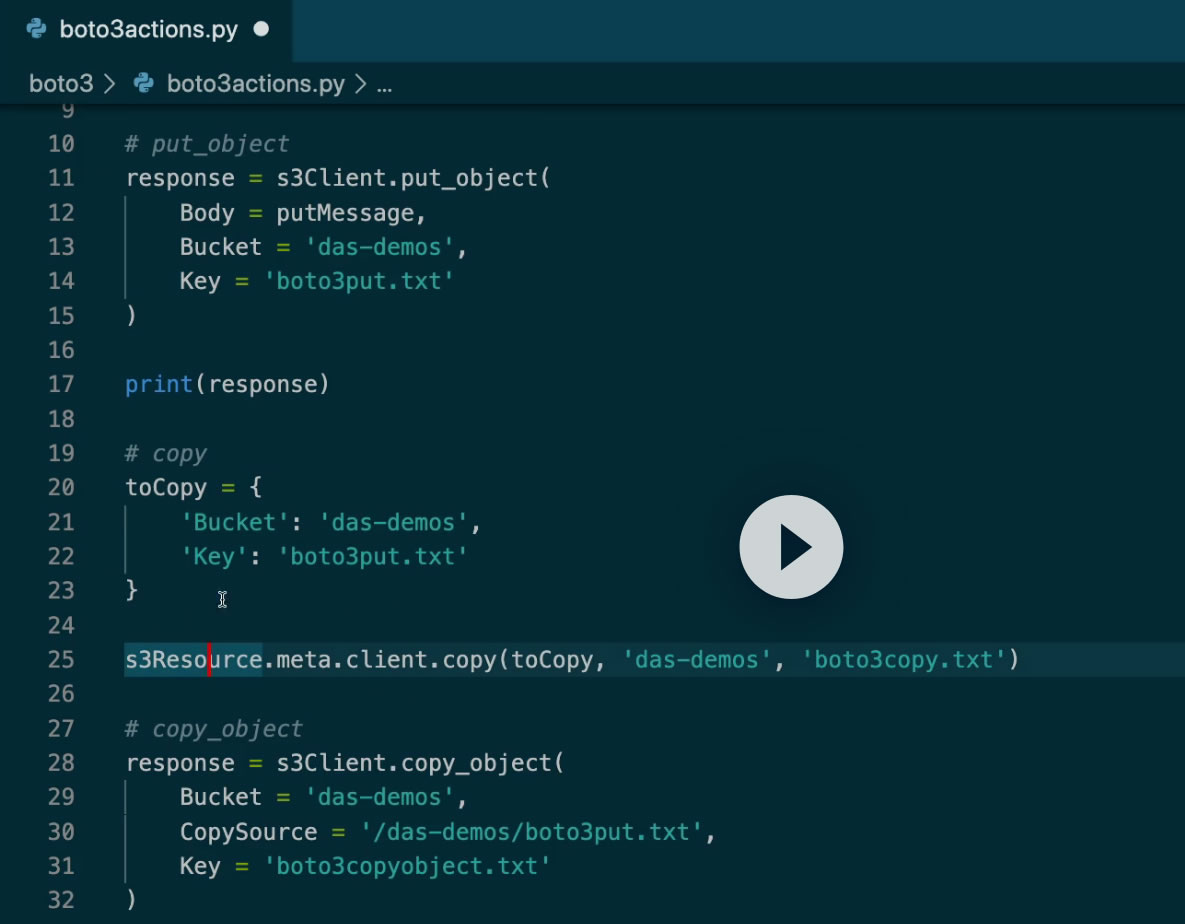 boto3actions.py
boto3 > boto3actions.py > ...
9
10 # put_object
11 response = s3Client.put_object(
12     Body = putMessage,
13     Bucket = 'das-demos',
14     Key = 'boto3put.txt'
15 )
16
17 print(response)
18
19 # copy
20 toCopy = {
21     'Bucket': 'das-demos',
22     'Key': 'boto3put.txt'
23 }
24
25 s3Resource.meta.client.copy(toCopy, 'das-demos', 'boto3copy.txt')
26
27 # copy_object
28 response = s3Client.copy_object(
29     Bucket = 'das-demos',
30     CopySource = '/das-demos/boto3put.txt',
31     Key = 'boto3copyobject.txt'
32 )